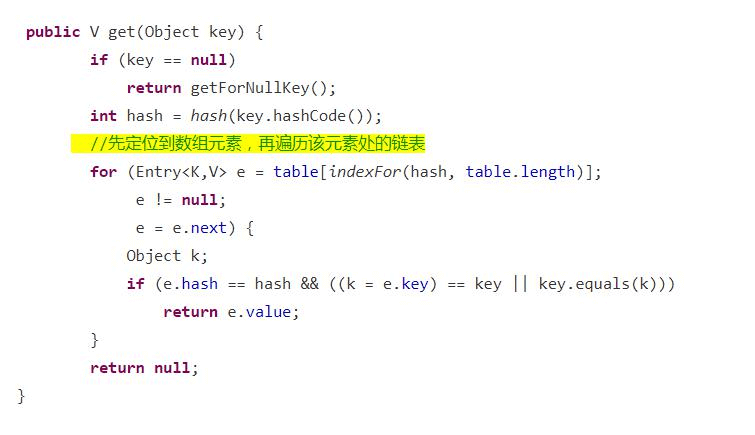 public V get(Object key) {
if (key == null)
return getForNullKey();
int hash = hash(key.hashCode());
//先定位到数组元素，再遍历该元素处的链表
for (Entry<K,V> e = table[indexFor(hash, table.length)];
e != null;
e = e.next) {
Object k;
if (e.hash == hash && ((k = e.key) == key || key.equals(k)))
return e.value;
}
return null;
}